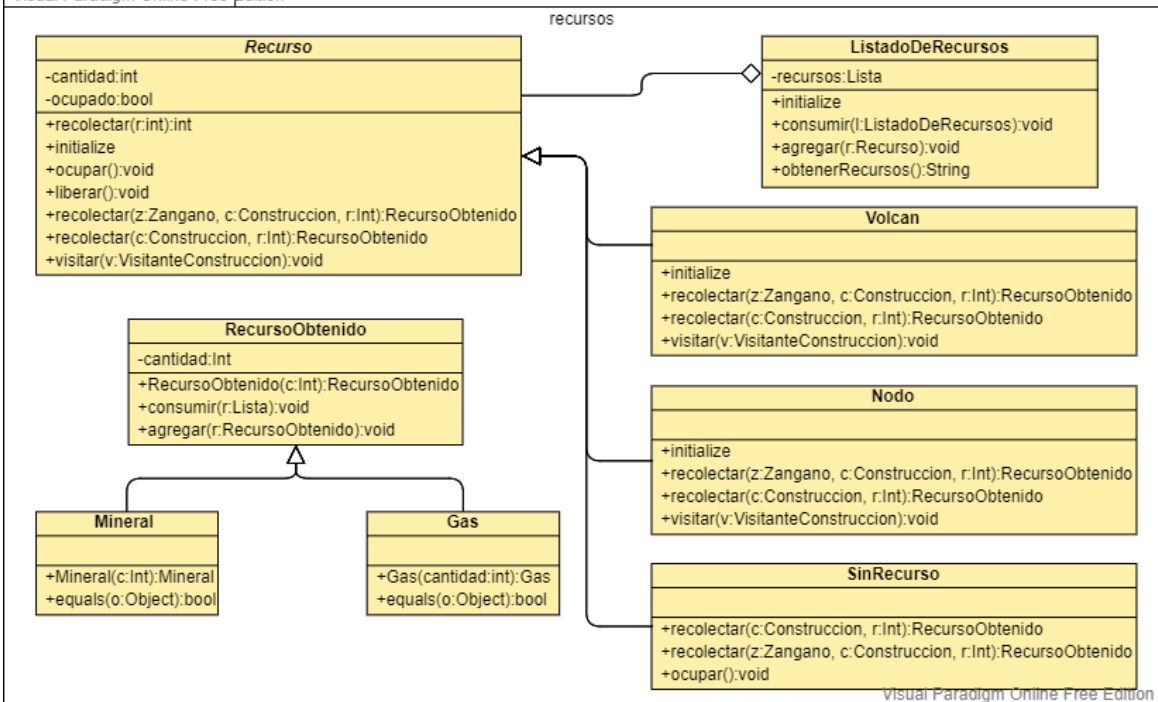 Visual Paradigm Online Free Edition
recursos
Recurso
-cantidad:int
-ocupado:bool
+recolectar(r:int):int
+initialize
+ocupar():void
+liberar():void
+recolectar(z:Zangano, c:Construccion, r:Int):RecursoObtenido
+recolectar(c:Construccion, r:Int):RecursoObtenido
+visitar(v:VisitanteConstruccion):void
ListadoDeRecursos
-recursos:Lista
+initialize
+consumir(l:ListadoDeRecursos):void
+agregar(r:Recurso):void
+obtenerRecursos():String
Volcan
+initialize
+recolectar(z:Zangano, c:Construccion, r:Int):RecursoObtenido
+recolectar(c:Construccion, r:Int):RecursoObtenido
+visitar(v:VisitanteConstruccion):void
RecursoObtenido
-cantidad:Int
+RecursoObtenido(c:Int):RecursoObtenido
+consumir(r:Lista):void
+agregar(r:RecursoObtenido):void
Nodo
+initialize
+recolectar(z:Zangano, c:Construccion, r:Int):RecursoObtenido
+recolectar(c:Construccion, r:Int):RecursoObtenido
+visitar(v:VisitanteConstruccion):void
Mineral
+Mineral(c:Int):Mineral
+equals(o:Object):bool
Gas
+Gas(cantidad:int):Gas
+equals(o:Object):bool
SinRecurso
+recolectar(c:Construccion, r:Int):RecursoObtenido
+recolectar(z:Zangano, c:Construccion, r:Int):RecursoObtenido
+ocupar():void
Visual Paradigm Online Free Edition